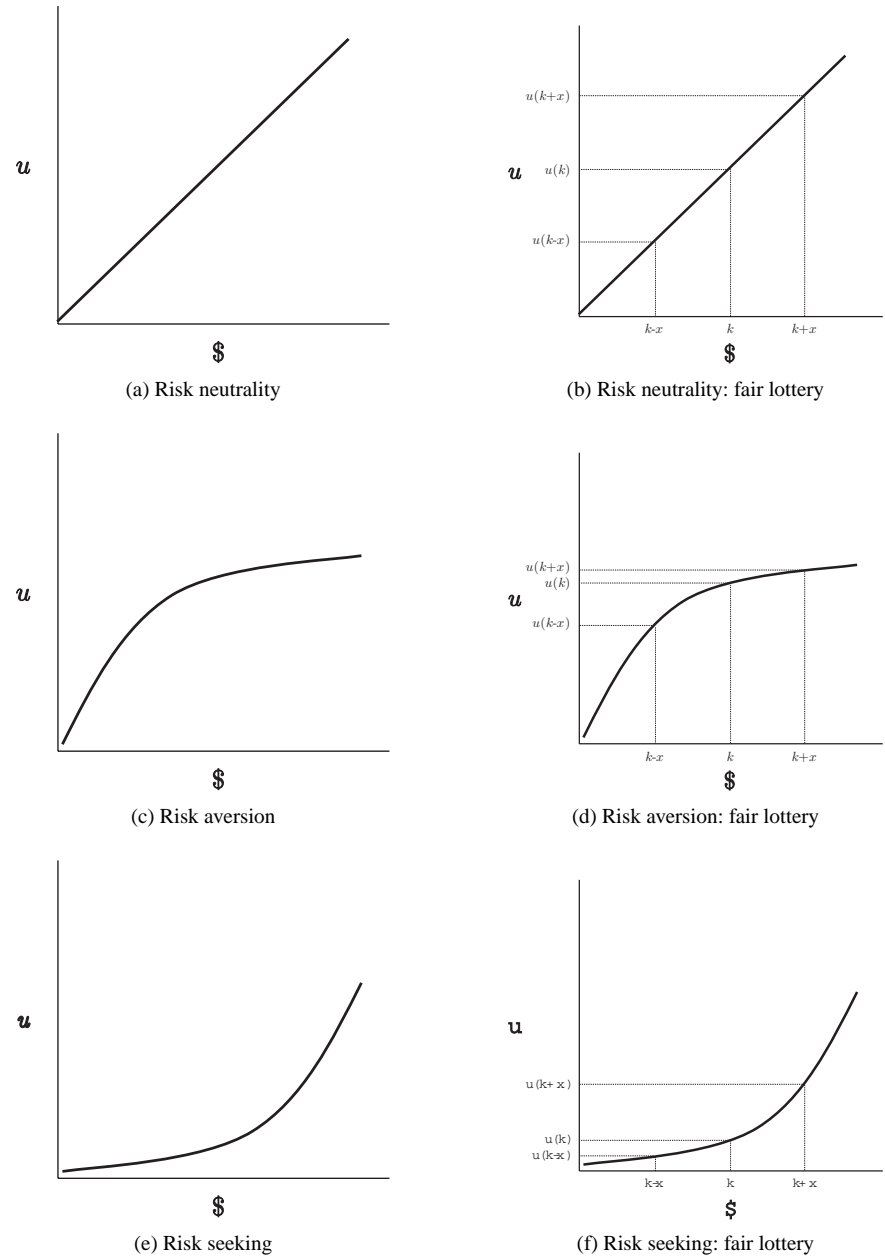 u
$
(a) Risk neutrality
u(k+x)
u(k)
u
u(k-x)
k-x k k+x
$
(b) Risk neutrality: fair lottery
u
$
(c) Risk aversion
u(k+x)
u(k)
u
u(k-x)
k-x k k+x
$
(d) Risk aversion: fair lottery
u
$
(e) Risk seeking
u
u(k+x)
u(k)
u(k-x)
k-x k k+x
$
(f) Risk seeking: fair lottery